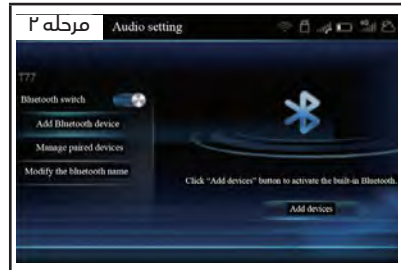 مرحله ۲
Audio setting
T77
Bluetooth switch
Add Bluetooth device
Manage paired devices
Modify the bluetooth name
Click "Add devices" button to activate the built-in Bluetooth.
Add devices